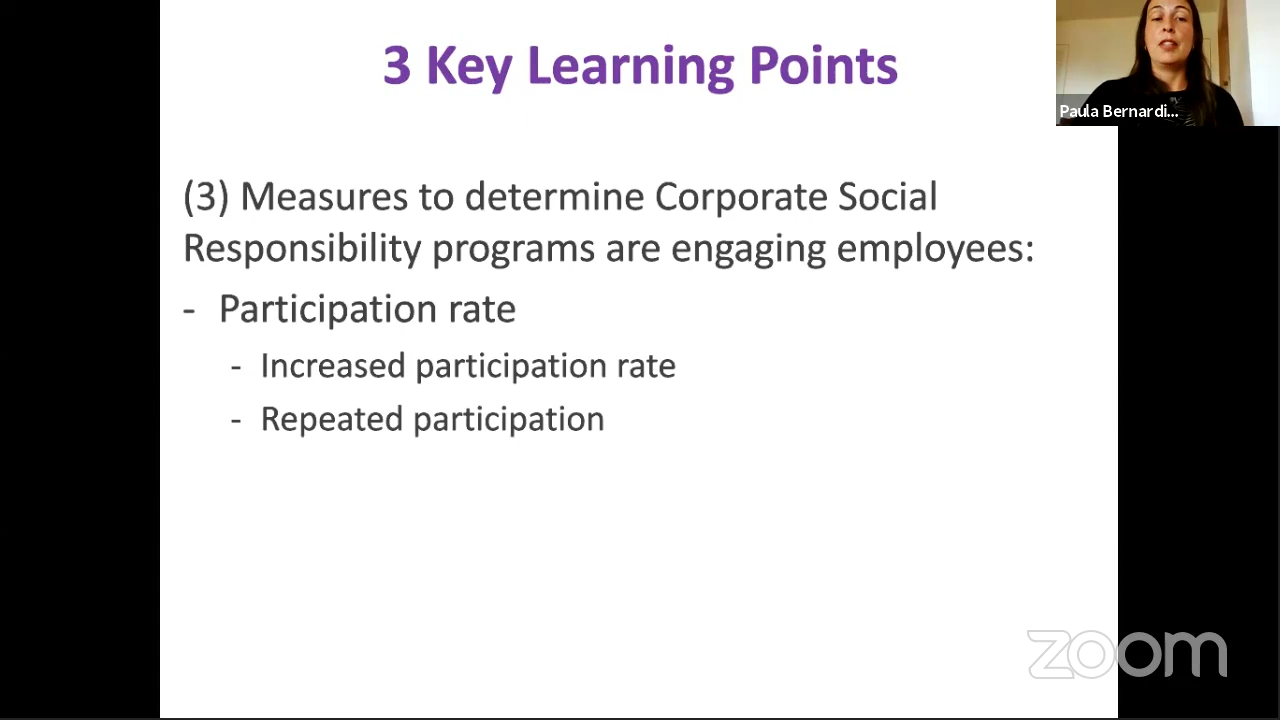 3 Key Learning Points
Paula Bernardi...
(3) Measures to determine Corporate Social
Responsibility programs are engaging employees:
- Participation rate
- Increased participation rate
- Repeated participation
zoom